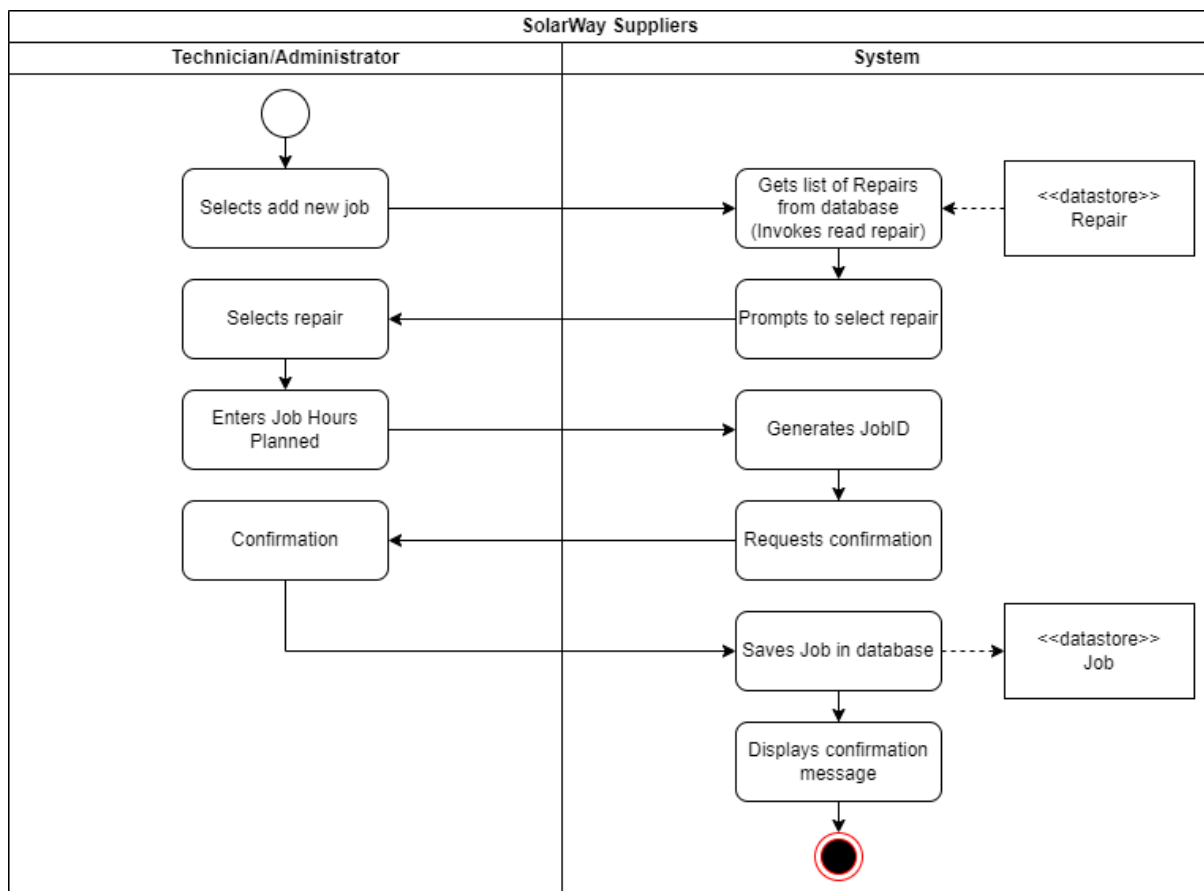 SolarWay Suppliers
Technician/Administrator
System
Selects add new job
Gets list of Repairs
from database
(Invokes read repair)
<<datastore>>
Repair
Selects repair
Prompts to select repair
Enters Job Hours
Planned
Generates JobID
Confirmation
Requests confirmation
Saves Job in database
<<datastore>>
Job
Displays confirmation
message